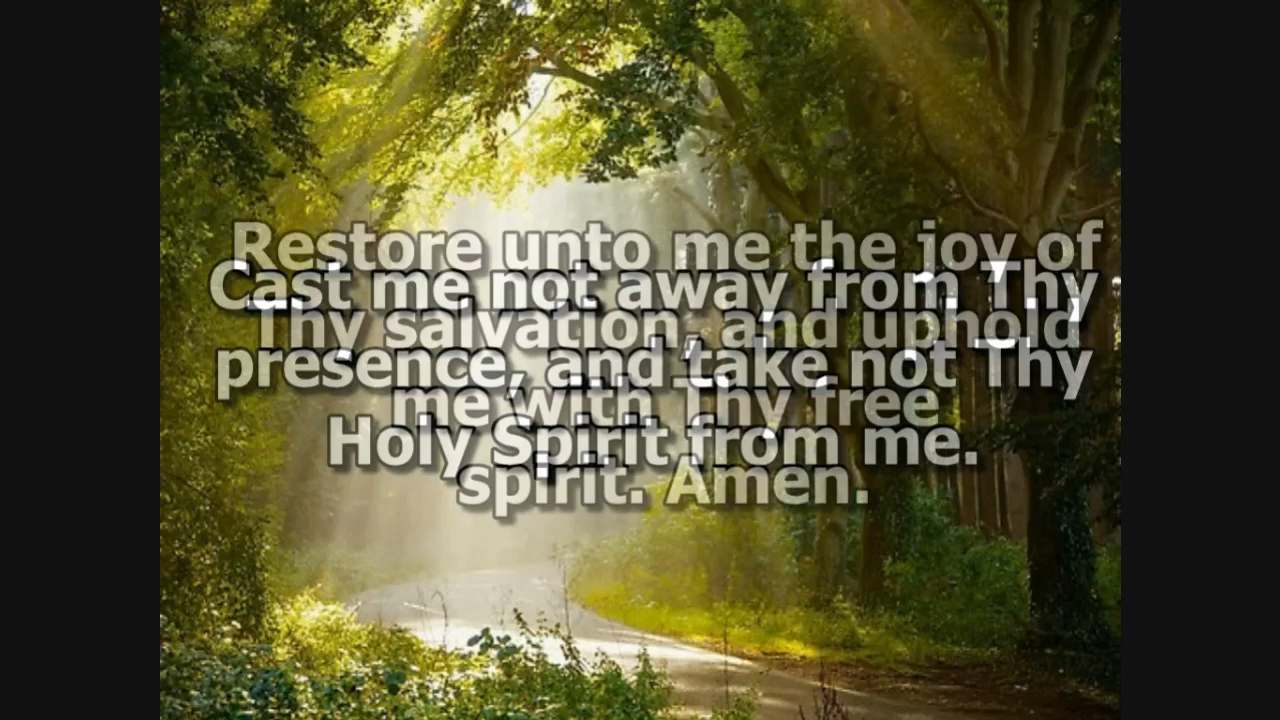 Restore unto me the joy of
Cast me not away from Thy
Thy salvation, and uphold
presence, and take not Thy
me with Thy free
Holy Spirit from me.
spirit. Amen.